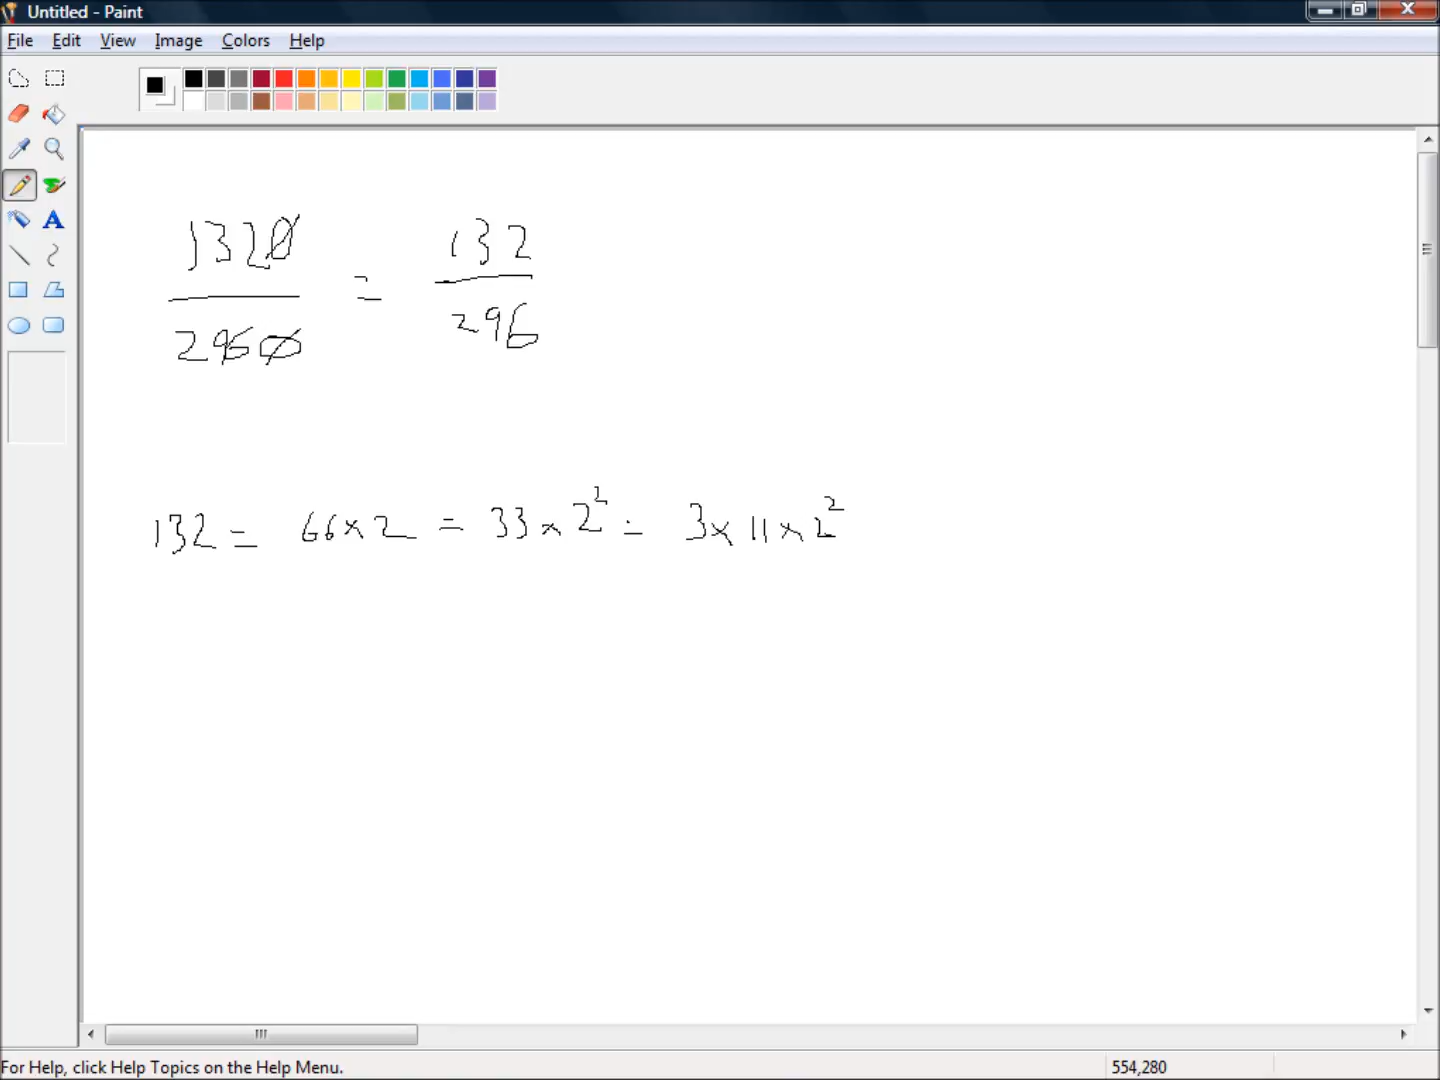 Untitled - Paint
File Edit View Image Colors Help
1320 = 132
2960 296
132 = 66 × 2 = 33 × 2² = 3 × 11 × 2²
For Help, click Help Topics on the Help Menu. 554,280